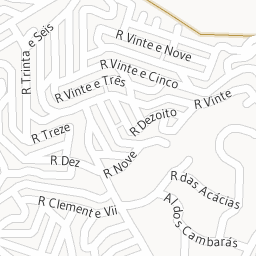 R Trinta e Seis
R Vinte e Nove
R Vinte e Cinco
R Vinte e Três
R Vinte
R Dezoito
R Treze
R Dez
R Nove
R das Acácias
R Clemente Vii
Al dos Cambarás